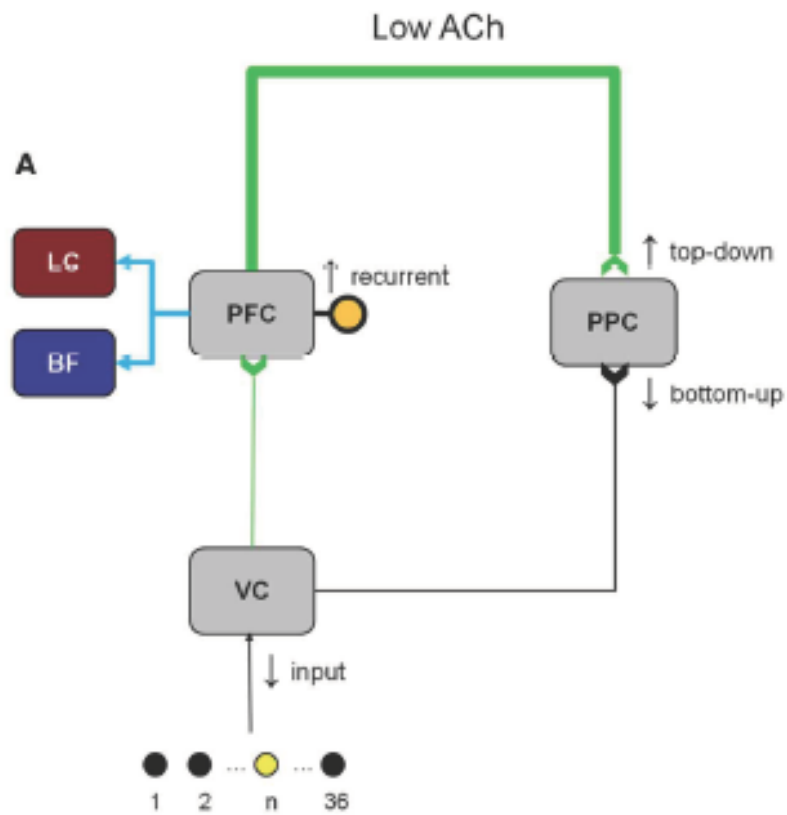 Low ACh
A
LC
↑ top-down
↑ recurrent
PFC
PPC
BF
↓ bottom-up
VC
↓ input
... ...
1 2 n 36